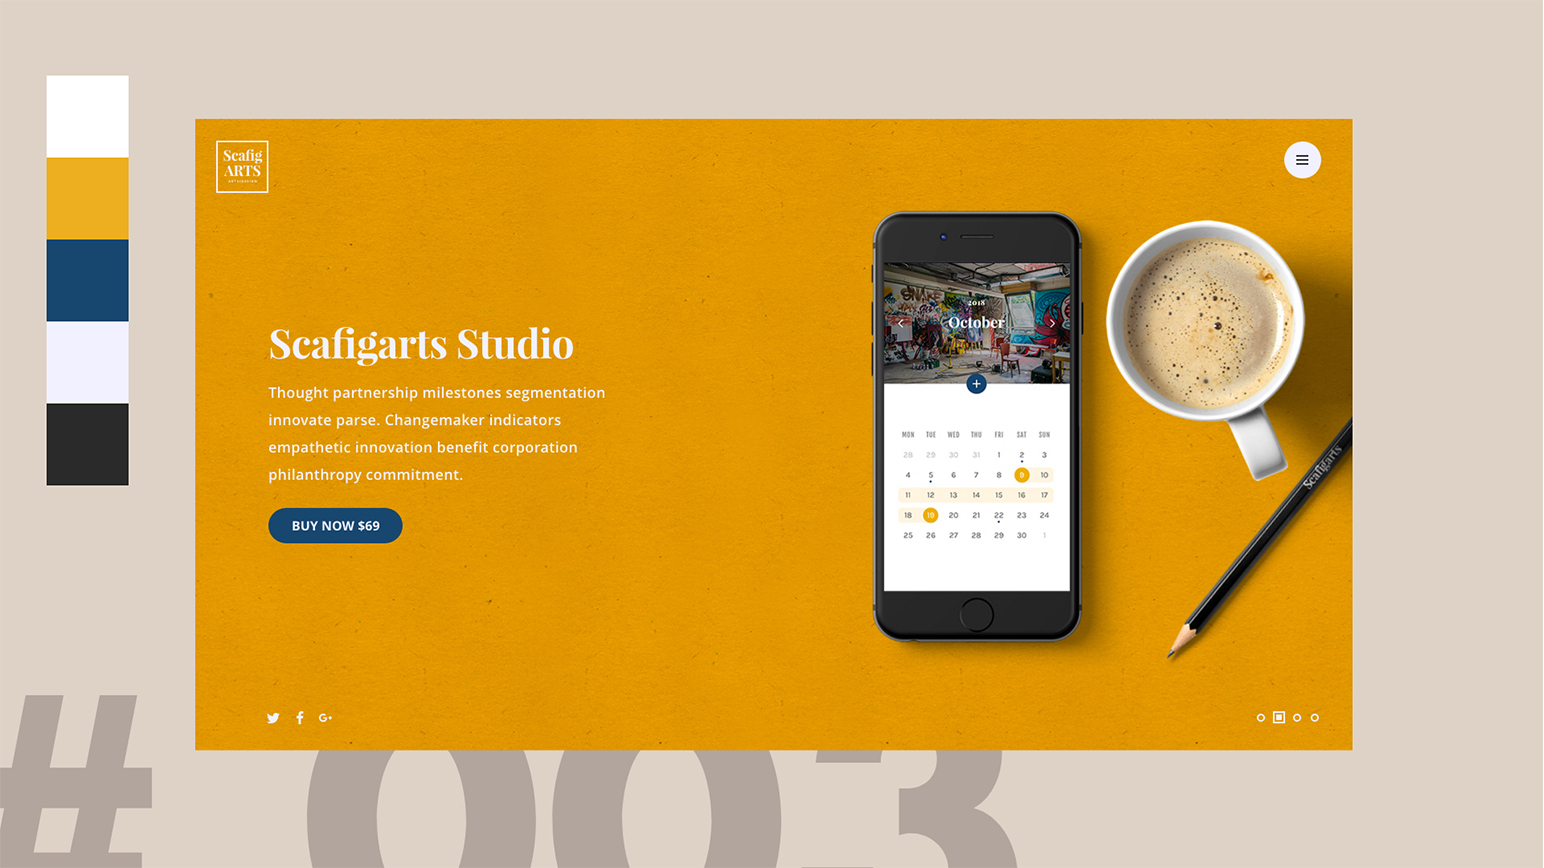 Scafig
ARTS
Scafigarts Studio
Thought partnership milestones segmentation
innovate parse. Changemaker indicators
empathetic innovation benefit corporation
philanthropy commitment.
BUY NOW $69
2018
October
+
MON TUE WED THU FRI SAT SUN
28 29 30 31 1 2 3
4 5 6 7 8 9 10
11 12 13 14 15 16 17
18 19 20 21 22 23 24
25 26 27 28 29 30 1
Scafigarts
G+
# 003